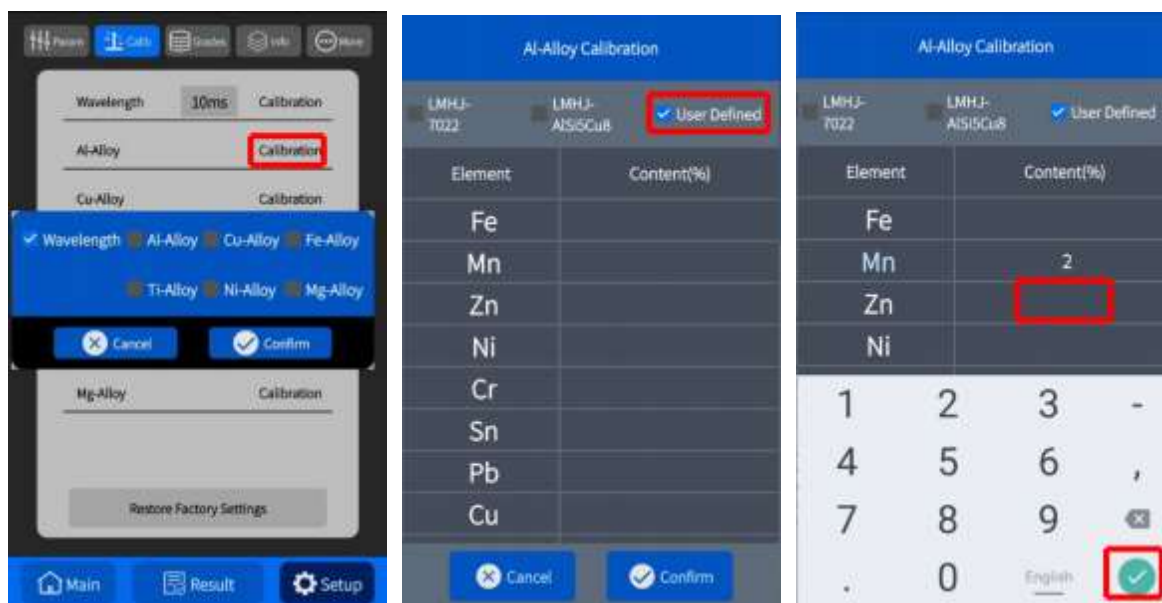 Param Calib Grades Info More
Wavelength 10ms Calibration
Al-Alloy Calibration
Cu-Alloy Calibration
Wavelength Al-Alloy Cu-Alloy Fe-Alloy
Ti-Alloy Ni-Alloy Mg-Alloy
Cancel Confirm
Mg-Alloy Calibration
Restore Factory Settings
Main Result Setup
Al-Alloy Calibration
LMHJ-
7022
LMHJ-
AlSi5Cu8
User Defined
Element Content(%)
Fe
Mn
Zn
Ni
Cr
Sn
Pb
Cu
Cancel Confirm
Al-Alloy Calibration
LMHJ-
7022
LMHJ-
AlSi5Cu8
User Defined
Element Content(%)
Fe
Mn 2
Zn
Ni
1 2 3 -
4 5 6 ,
7 8 9
. 0 English